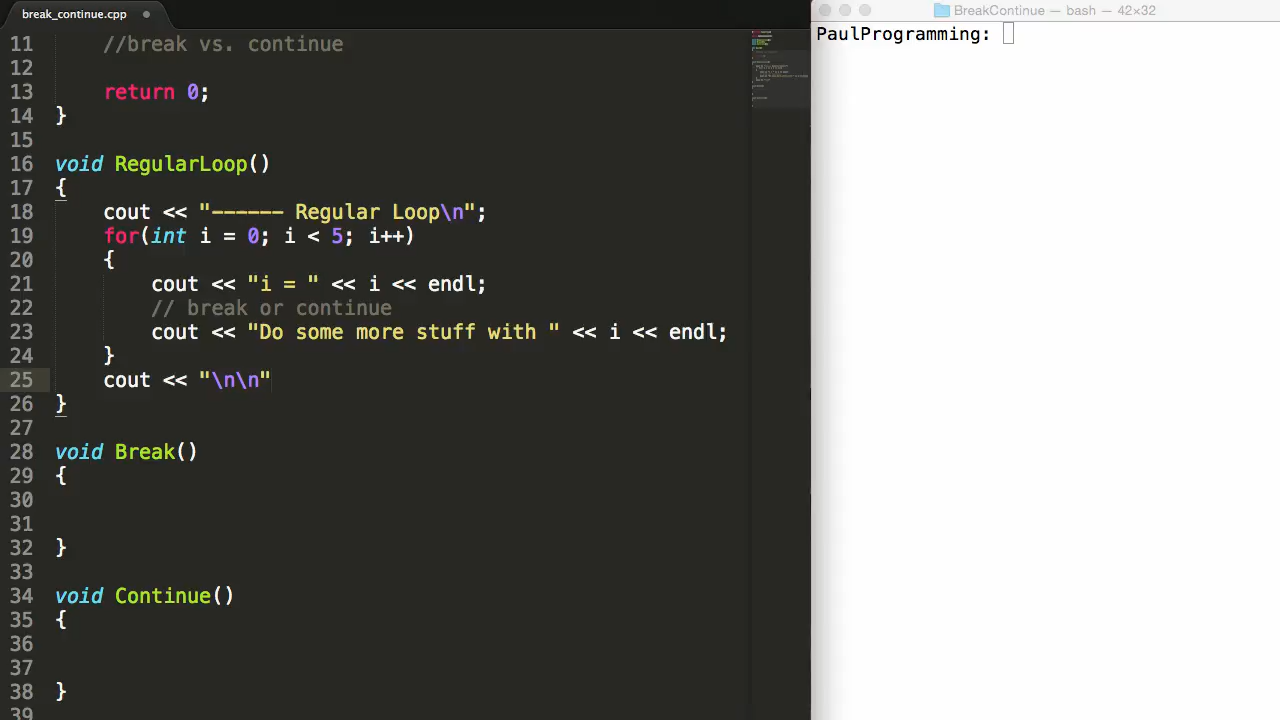 break_continue.cpp
BreakContinue — bash — 42×32
PaulProgramming:
11 //break vs. continue
12
13 return 0;
14 }
15
16 void RegularLoop()
17 {
18 cout << "------ Regular Loop\n";
19 for(int i = 0; i < 5; i++)
20 {
21 cout << "i = " << i << endl;
22 // break or continue
23 cout << "Do some more stuff with " << i << endl;
24 }
25 cout << "\n\n"
26 }
27
28 void Break()
29 {
30
31
32 }
33
34 void Continue()
35 {
36
37
38 }
39